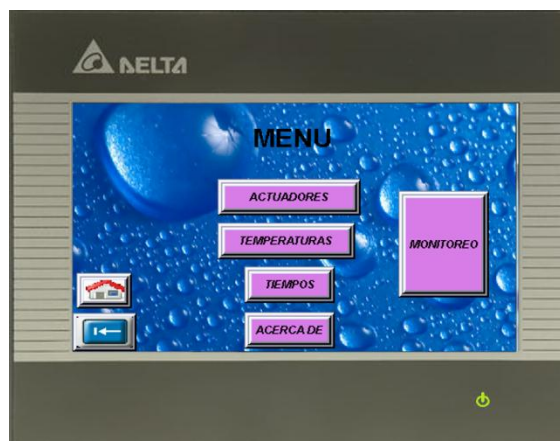 DELTA
MENU
ACTUADORES
TEMPERATURAS
MONITOREO
TIEMPOS
ACERCA DE